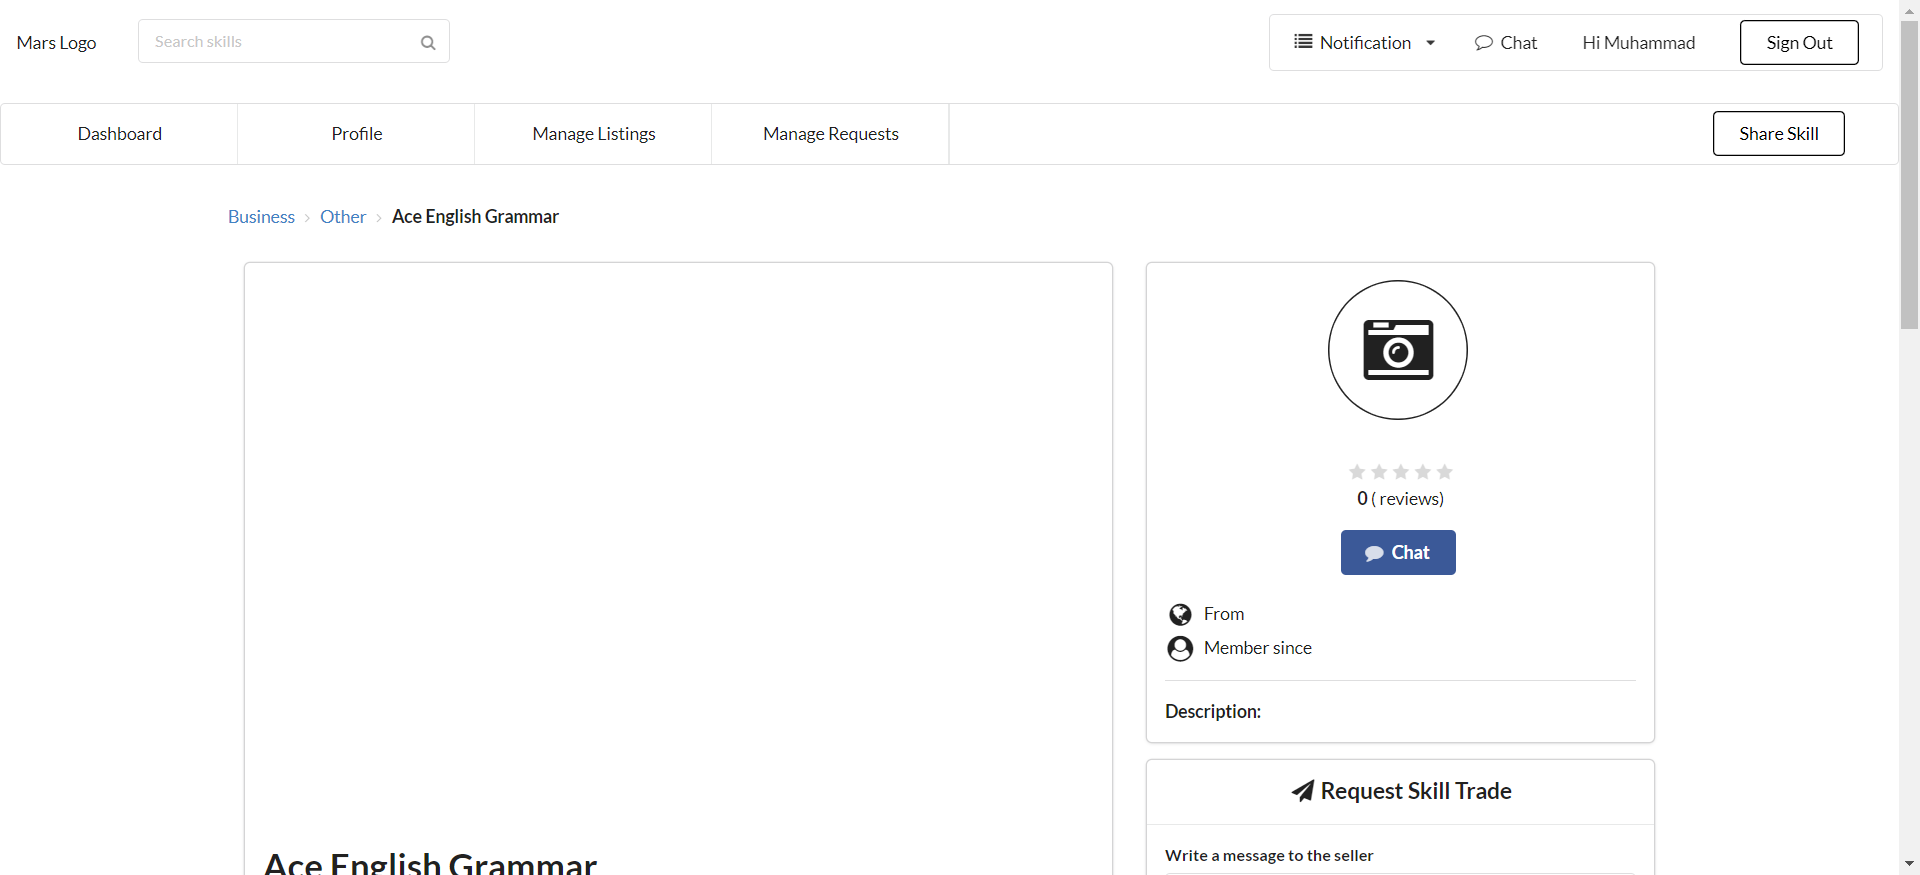 Mars Logo
Search skills
Notification
Chat
Hi Muhammad
Sign Out
Dashboard
Profile
Manage Listings
Manage Requests
Share Skill
Business
Other
Ace English Grammar
0 ( reviews)
Chat
From
Member since
Description:
Request Skill Trade
Write a message to the seller
Ace English Grammar